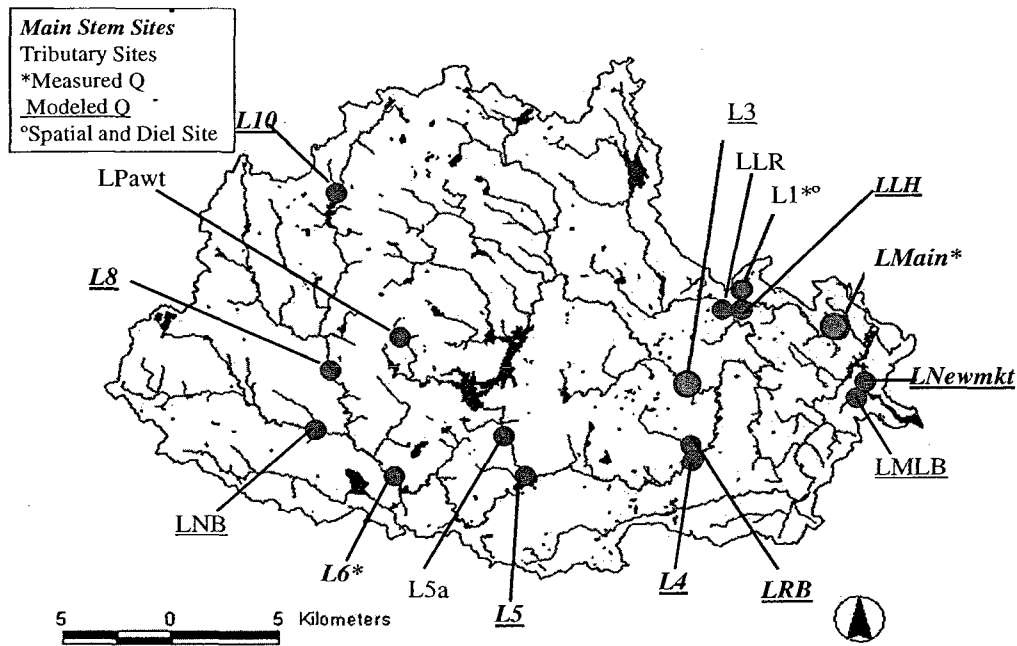 Main Stem Sites
Tributary Sites
*Measured Q
Modeled Q
°Spatial and Diel Site
L10
LPawt
L8
L3
LLR
L1*°
LLH
LMain*
LNewmkt
LMLB
LNB
L6*
L5a
L5
L4
LRB
5 0 5 Kilometers